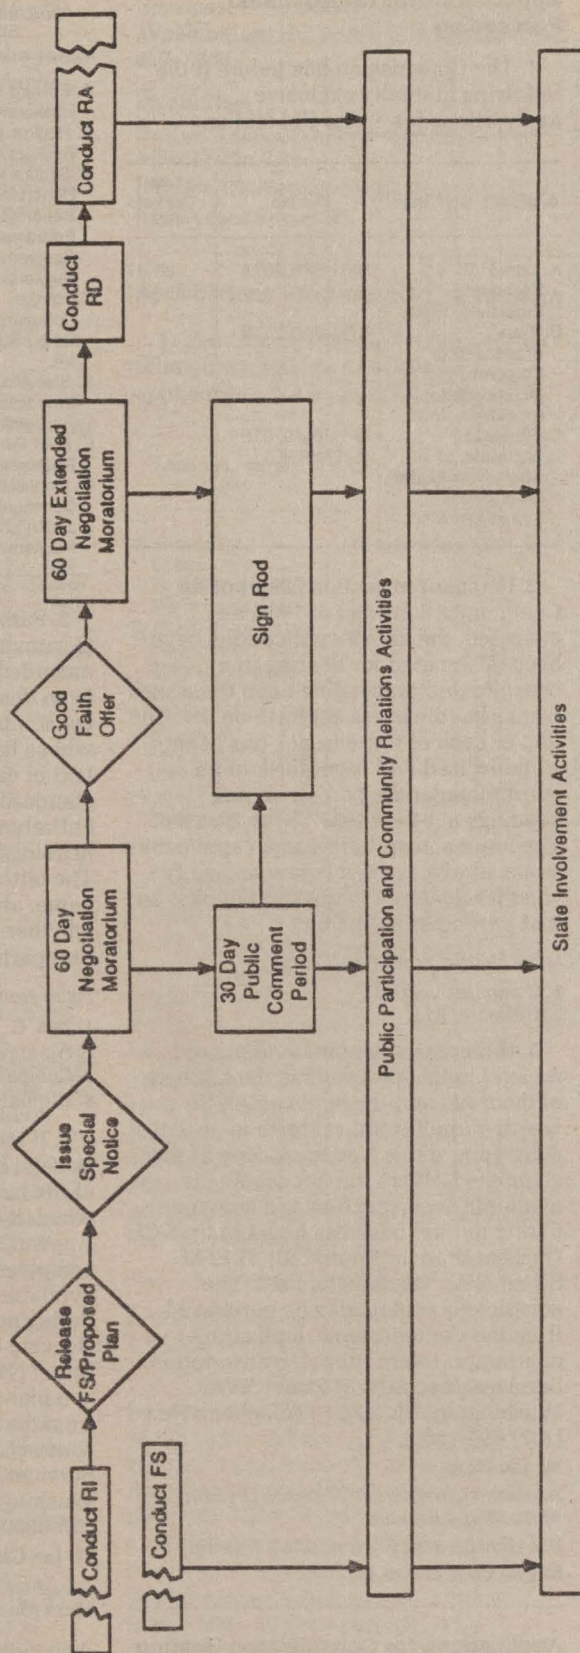 Conduct RI
Conduct FS
Release
FS/Proposed
Plan
Issue
Special
Notice
60 Day
Negotiation
Moratorium
30 Day
Public
Comment
Period
Good
Faith
Offer
60 Day Extended
Negotiation
Moratorium
Sign Rod
Conduct
RD
Conduct RA
Public Participation and Community Relations Activities
State Involvement Activities